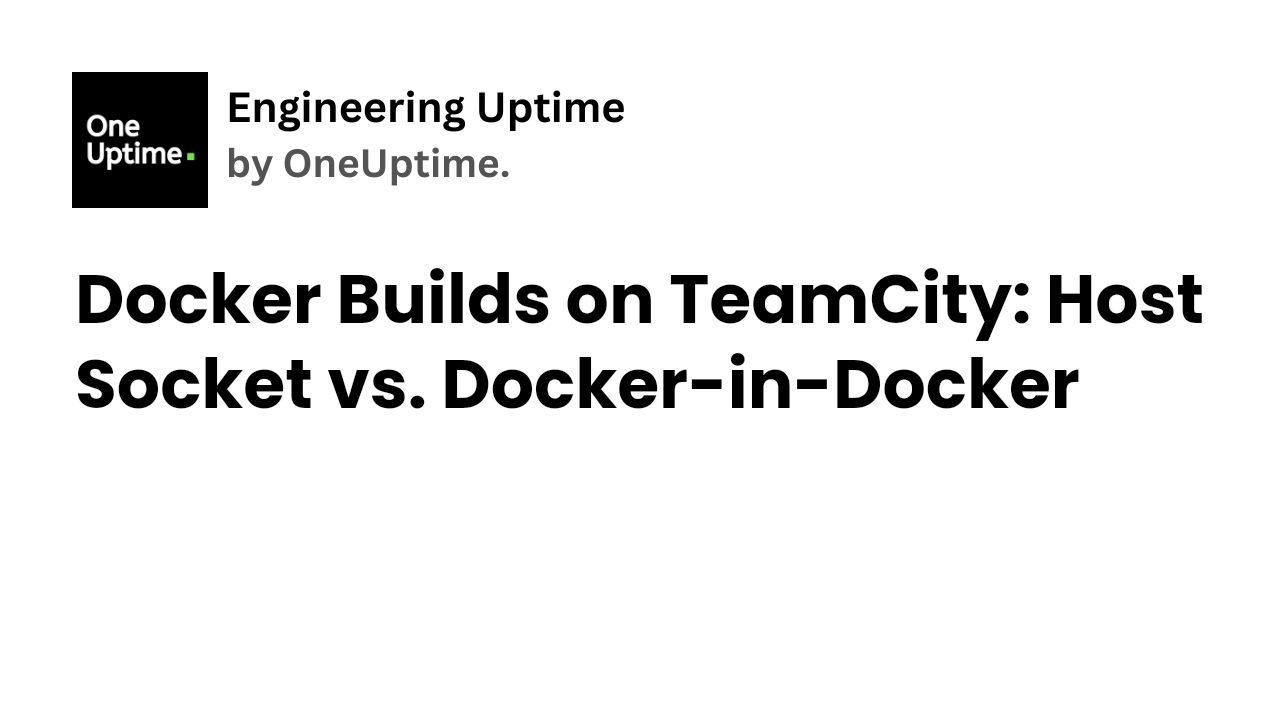 One
Uptime
Engineering Uptime
by OneUptime.
Docker Builds on TeamCity: Host
Socket vs. Docker-in-Docker